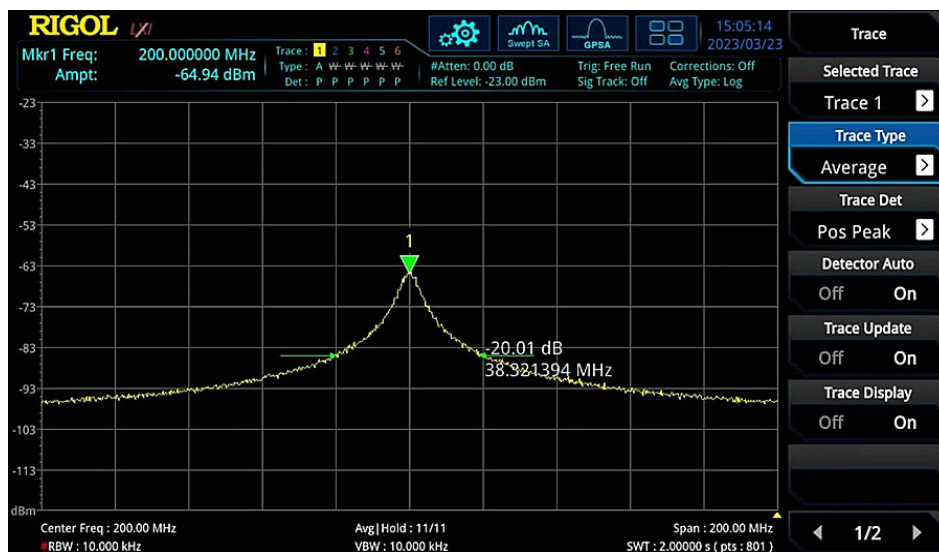 RIGOL LXI
Mkr1 Freq: 200.000000 MHz
Ampt: -64.94 dBm
Trace : 1 2 3 4 5 6
Type : A W W W W W
Det : P P P P P P
Swept SA
GPSA
15:05:14
2023/03/23
#Atten: 0.00 dB Trig: Free Run Corrections: Off
Ref Level: -23.00 dBm Sig Track: Off Avg Type: Log
-23
-33
-43
-53
-63
-73
-83
-93
-103
-113
dBm
1
-20.01 dB
38.321394 MHz
Center Freq : 200.00 MHz Avg|Hold : 11/11 Span : 200.00 MHz
#RBW : 10.000 kHz VBW : 10.000 kHz SWT : 2.00000 s ( pts : 801 )
Trace
Selected Trace
Trace 1 >
Trace Type
Average >
Trace Det
Pos Peak >
Detector Auto
Off On
Trace Update
Off On
Trace Display
Off On
1/2